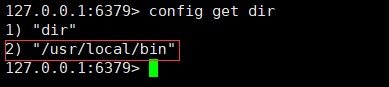 127.0.0.1:6379> config get dir
1) "dir"
2) "/usr/local/bin"
127.0.0.1:6379>